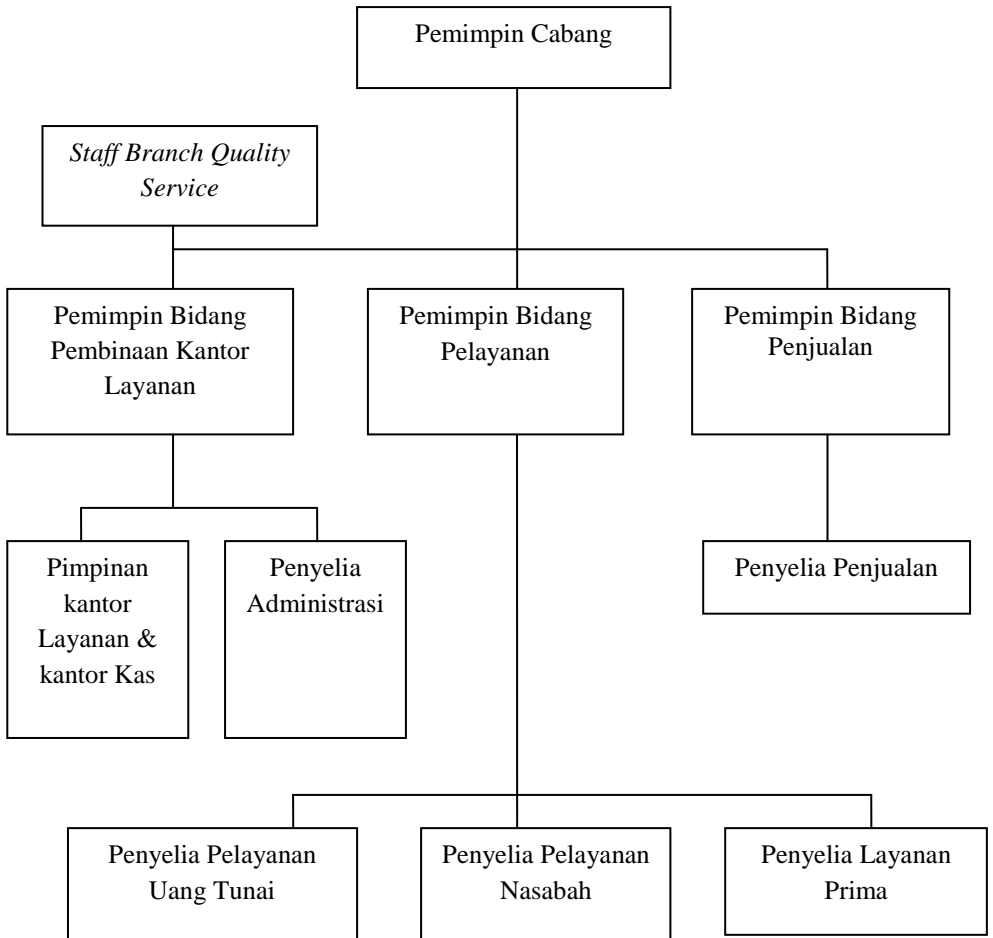 Pemimpin Cabang
Staff Branch Quality
Service
Pemimpin Bidang
Pembinaan Kantor
Layanan
Pemimpin Bidang
Pelayanan
Pemimpin Bidang
Penjualan
Pimpinan
kantor
Layanan &
kantor Kas
Penyelia
Administrasi
Penyelia Penjualan
Penyelia Pelayanan
Uang Tunai
Penyelia Pelayanan
Nasabah
Penyelia Layanan
Prima